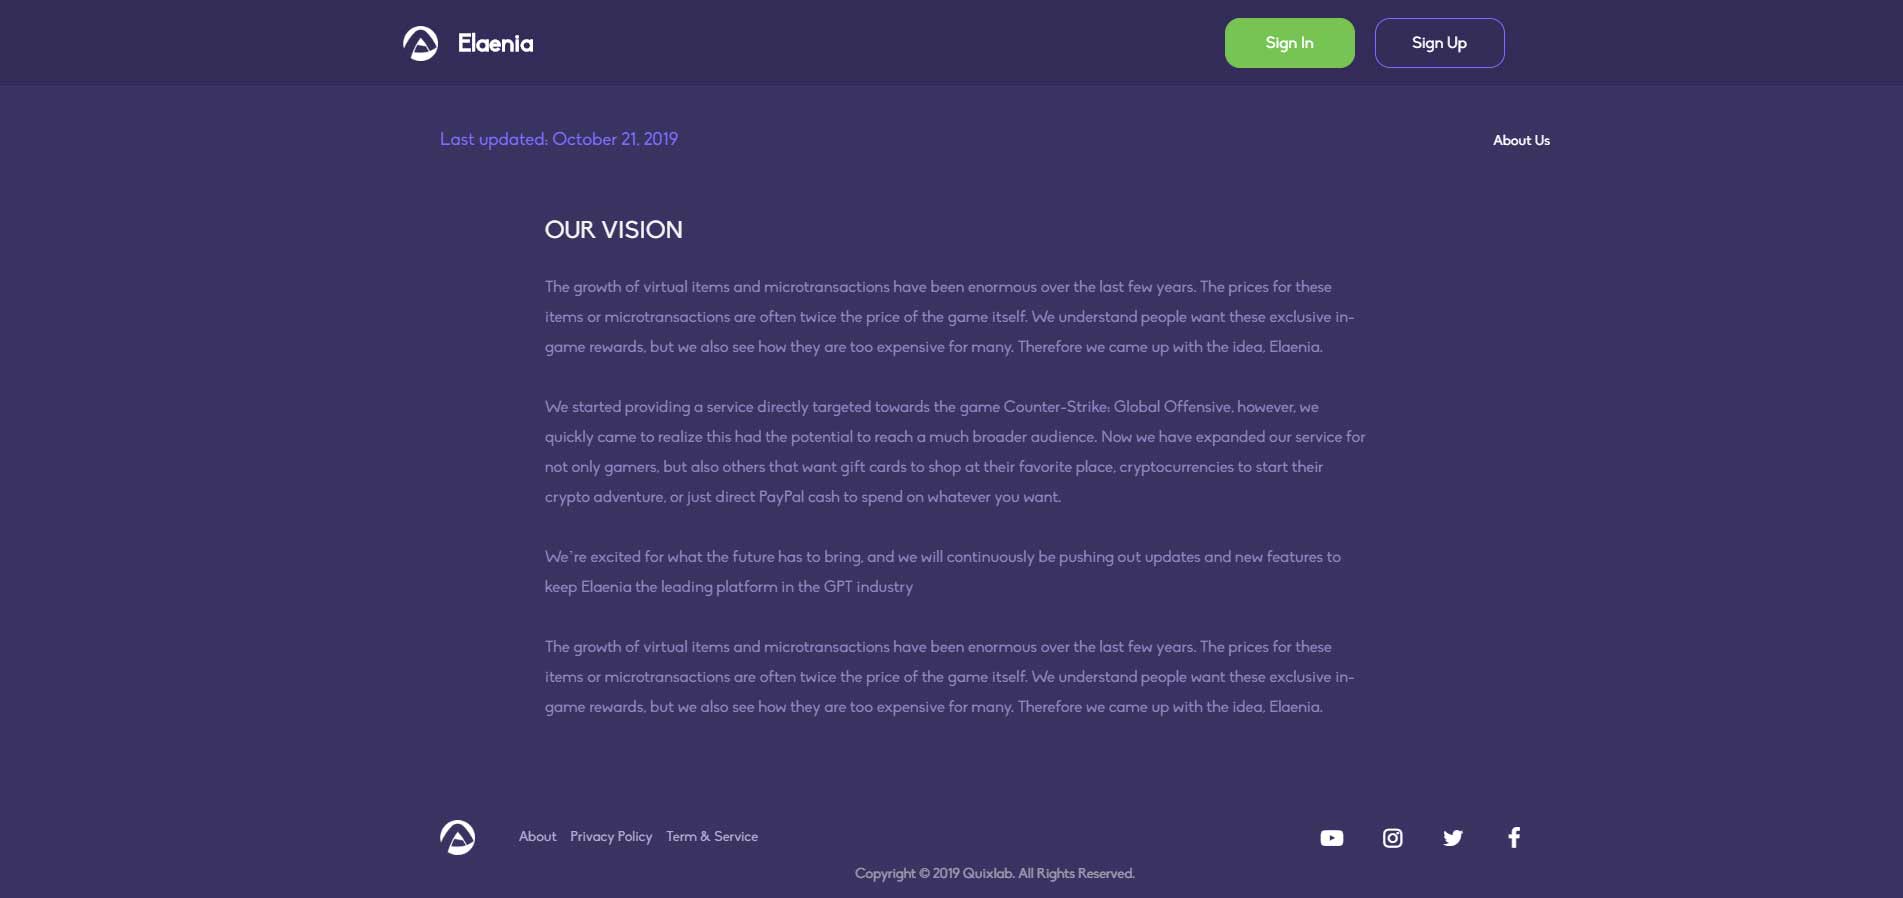 Elaenia
Sign In
Sign Up
Last updated: October 21, 2019
About Us
OUR VISION
The growth of virtual items and microtransactions have been enormous over the last few years. The prices for these
items or microtransactions are often twice the price of the game itself. We understand people want these exclusive in-
game rewards, but we also see how they are too expensive for many. Therefore we came up with the idea, Elaenia.
We started providing a service directly targeted towards the game Counter-Strike: Global Offensive, however, we
quickly came to realize this had the potential to reach a much broader audience. Now we have expanded our service for
not only gamers, but also others that want gift cards to shop at their favorite place, cryptocurrencies to start their
crypto adventure, or just direct PayPal cash to spend on whatever you want.
We're excited for what the future has to bring, and we will continuously be pushing out updates and new features to
keep Elaenia the leading platform in the GPT industry
The growth of virtual items and microtransactions have been enormous over the last few years. The prices for these
items or microtransactions are often twice the price of the game itself. We understand people want these exclusive in-
game rewards, but we also see how they are too expensive for many. Therefore we came up with the idea, Elaenia.
About Privacy Policy Term & Service
Copyright © 2019 Quixlab. All Rights Reserved.